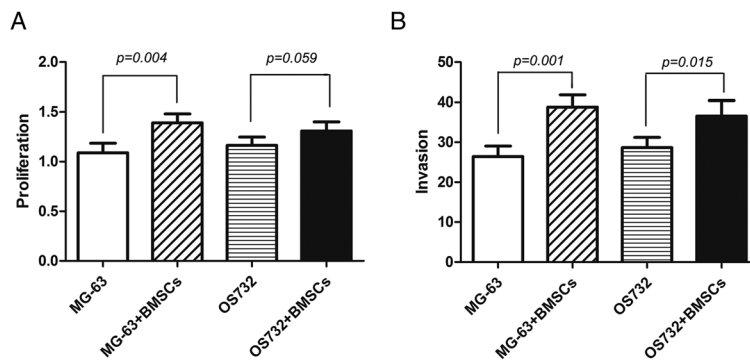 A
p=0.004
p=0.059
2.0
1.5
1.0
0.5
0.0
Proliferation
MG-63
MG-63+BMSCs
OS732
OS732+BMSCs
B
p=0.001
p=0.015
50
40
30
20
10
0
Invasion
MG-63
MG-63+BMSCs
OS732
OS732+BMSCs